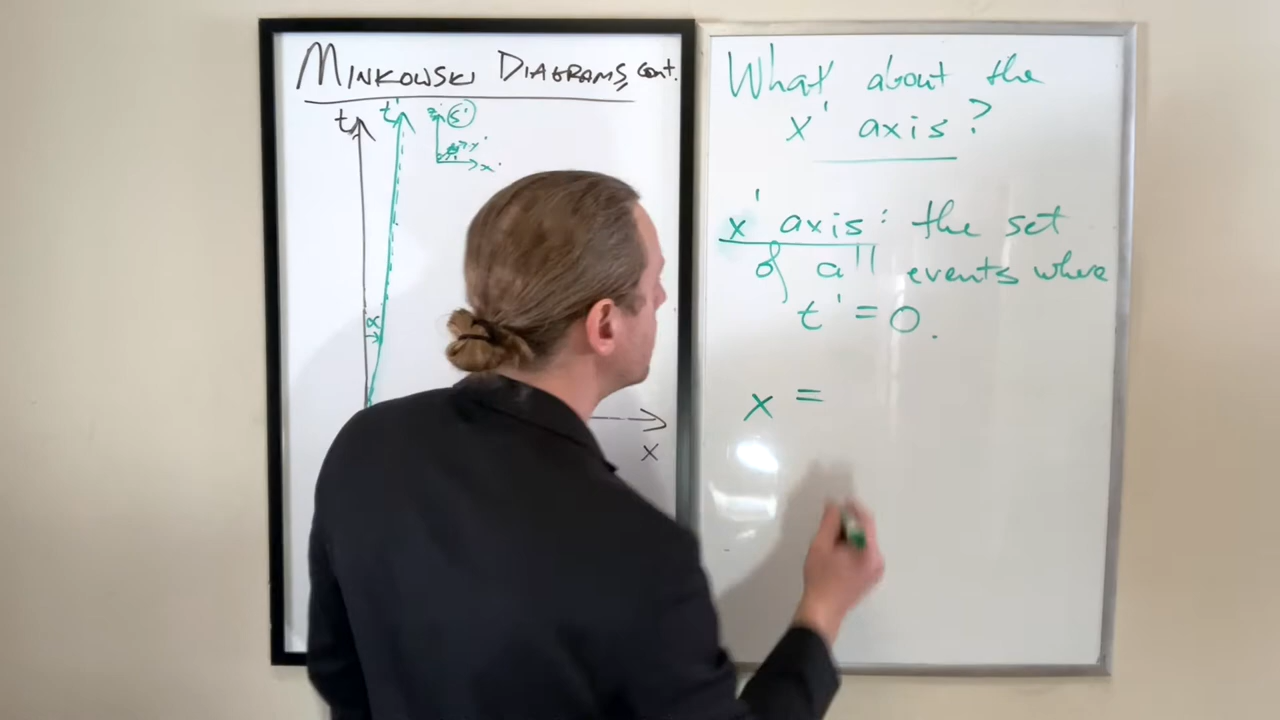 MINKOWSKI DIAGRAMS, cont.
t t' S'
x'
α
x
What about the
x' axis?
x' axis: the set
of all events where
t' = 0.
x =